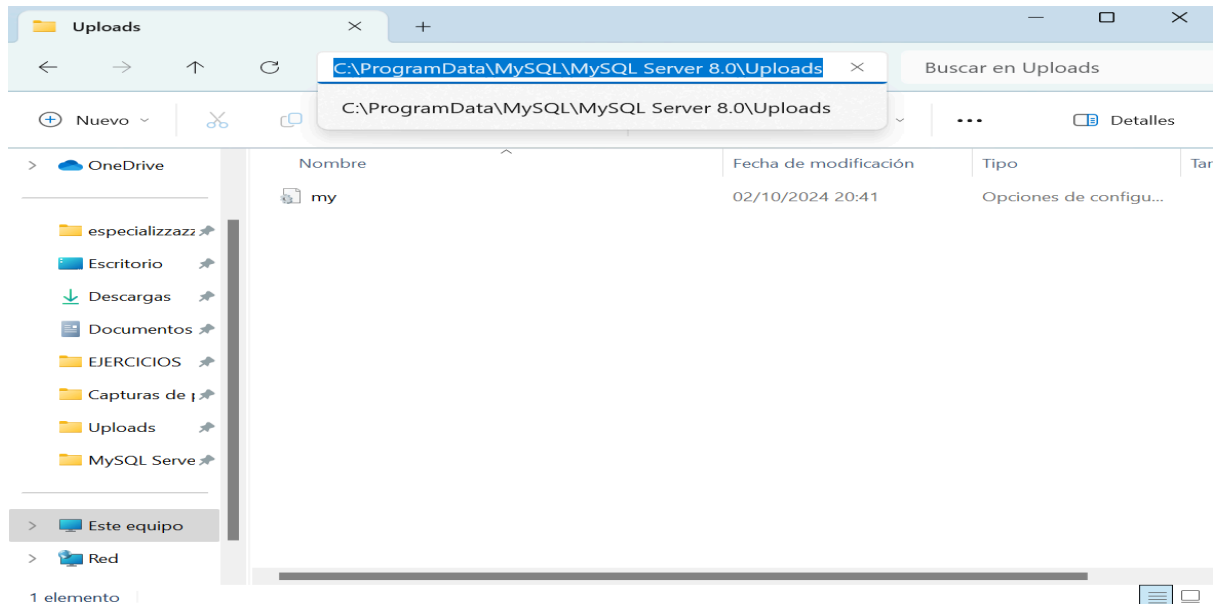 Uploads
C:\ProgramData\MySQL\MySQL Server 8.0\Uploads
Buscar en Uploads
C:\ProgramData\MySQL\MySQL Server 8.0\Uploads
Nuevo
Detalles
Nombre
Fecha de modificación
Tipo
Tar
my
02/10/2024 20:41
Opciones de configu...
OneDrive
especializzazz
Escritorio
Descargas
Documentos
EJERCICIOS
Capturas de p
Uploads
MySQL Serve
Este equipo
Red
1 elemento